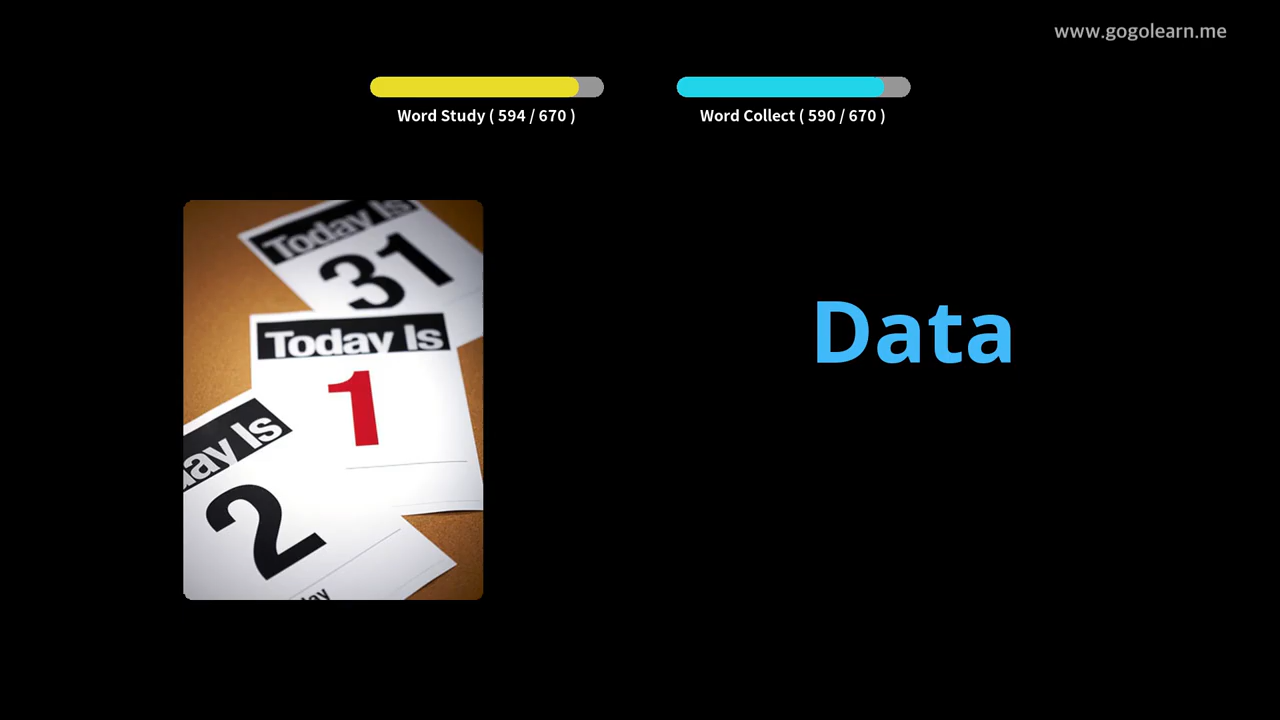 www.gogolearn.me
Word Study ( 594 / 670 )
Word Collect ( 590 / 670 )
Today Is
31
Today Is
1
Data
ay Is
2